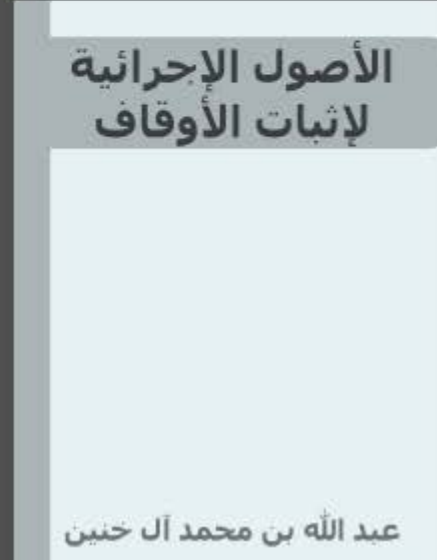 الأصول الإجرائية
لإثبات الأوقاف
عبد الله بن محمد آل خنين